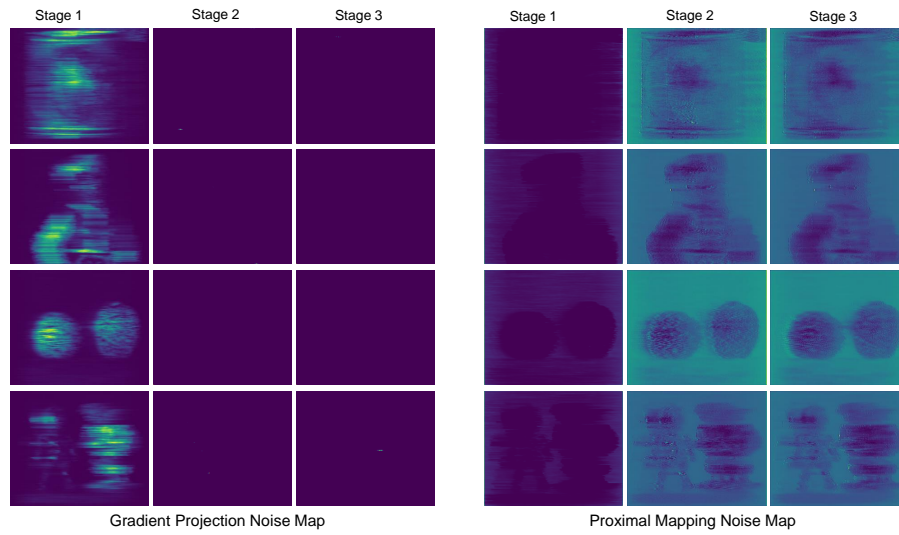 Stage 1 Stage 2 Stage 3 Stage 1 Stage 2 Stage 3
Gradient Projection Noise Map Proximal Mapping Noise Map